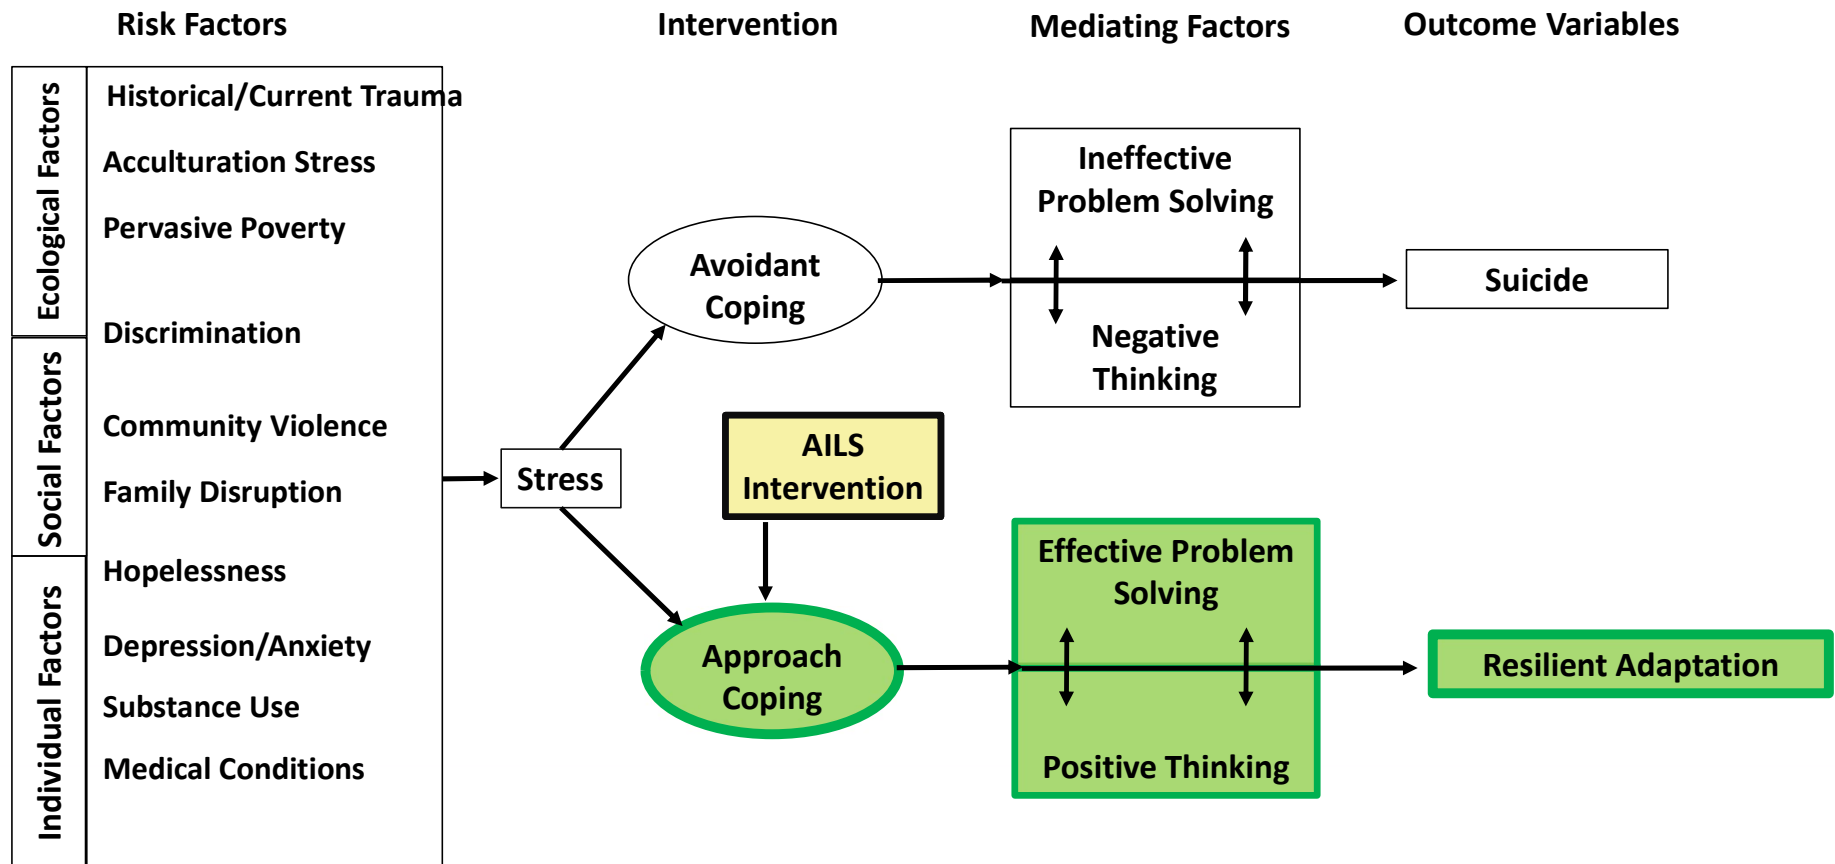 Risk Factors
Intervention
Mediating Factors
Outcome Variables
Ecological Factors
Historical/Current Trauma
Acculturation Stress
Pervasive Poverty
Discrimination
Social Factors
Community Violence
Family Disruption
Individual Factors
Hopelessness
Depression/Anxiety
Substance Use
Medical Conditions
Stress
Avoidant
Coping
Ineffective
Problem Solving
Negative
Thinking
Suicide
AILS
Intervention
Approach
Coping
Effective Problem
Solving
Positive Thinking
Resilient Adaptation